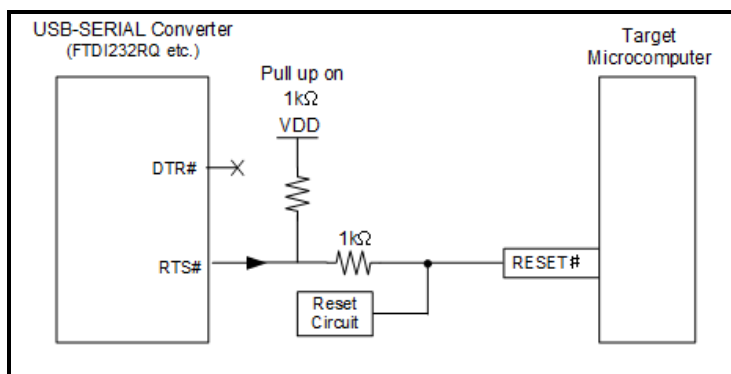 USB-SERIAL Converter
(FTDI232RQ etc.)
Target
Microcomputer
Pull up on
1kΩ
VDD
DTR#
1kΩ
RTS#
RESET#
Reset
Circuit